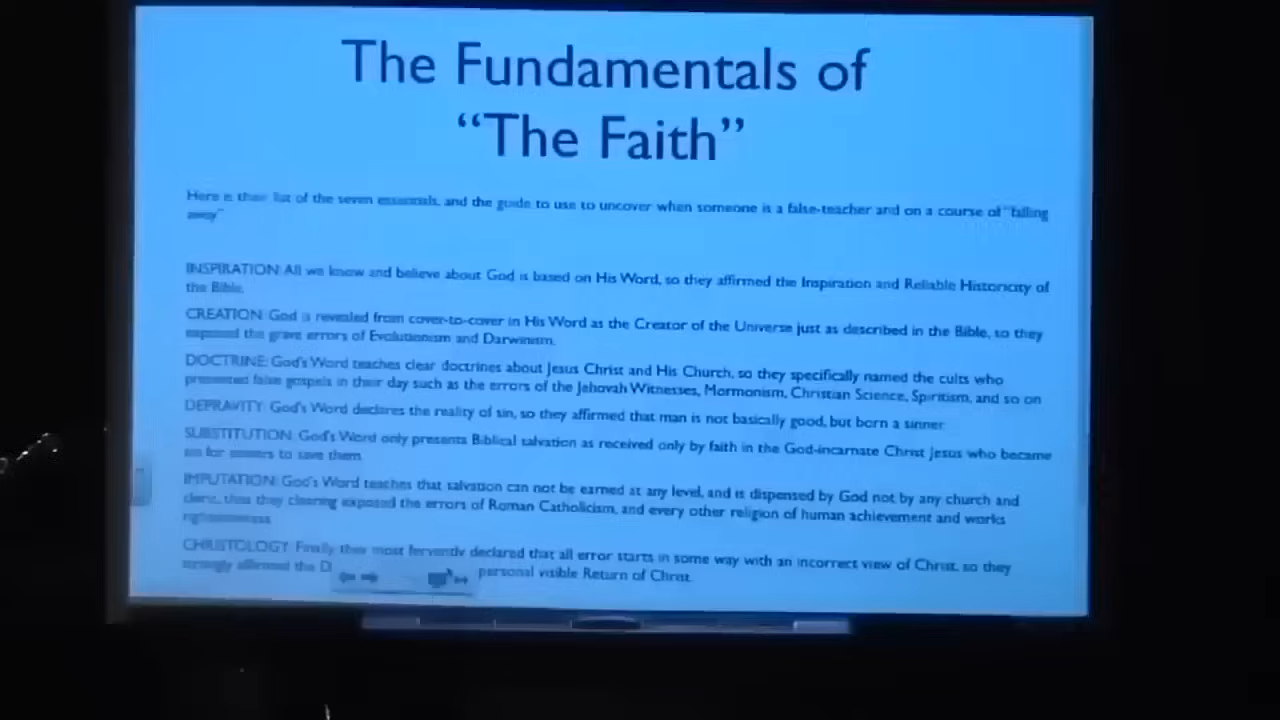 The Fundamentals of
“The Faith”
Here is their list of the seven essentials, and the guide to use to uncover when someone is a false-teacher and on a course of “falling
away”
INSPIRATION: All we know and believe about God is based on His Word, so they affirmed the Inspiration and Reliable Historicity of
the Bible.
CREATION: God is revealed from cover-to-cover in His Word as the Creator of the Universe just as described in the Bible, so they
exposed the grave errors of Evolutionism and Darwinism.
DOCTRINE: God's Word teaches clear doctrines about Jesus Christ and His Church, so they specifically named the cults who
presented false gospels in their day such as the errors of the Jehovah Witnesses, Mormonism, Christian Science, Spiritism, and so on
DEPRAVITY: God's Word declares the reality of sin, so they affirmed that man is not basically good, but born a sinner
SUBSTITUTION: God's Word only presents Biblical salvation as received only by faith in the God-incarnate Christ Jesus who became
sin for sinners to save them
IMPUTATION: God's Word teaches that salvation can not be earned at any level, and is dispensed by God not by any church and
cleric, thus they clearing exposed the errors of Roman Catholicism, and every other religion of human achievement and works
righteousness
CHRISTOLOGY: Finally they most fervently declared that all error starts in some way with an incorrect view of Christ, so they
strongly affirmed the personal visible Return of Christ.